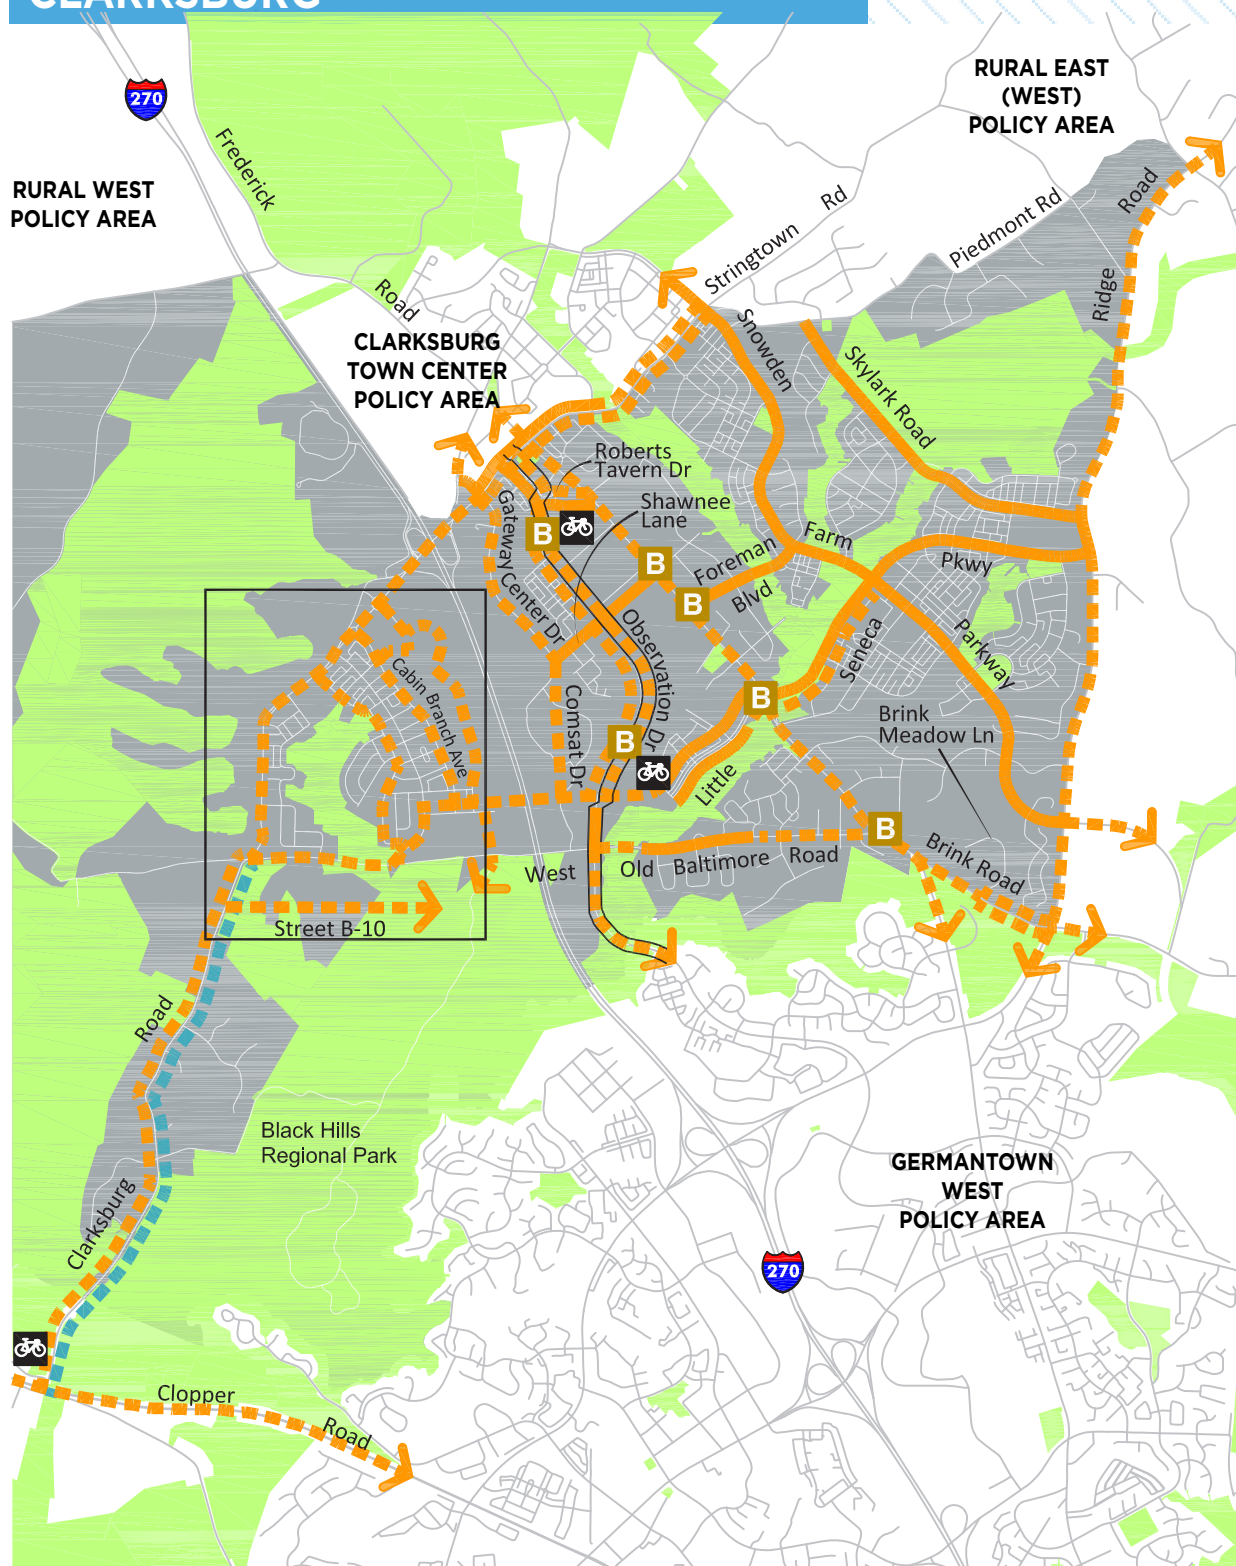 CLARKSBURG
RURAL EAST
(WEST)
POLICY AREA
270
Frederick
RURAL WEST
POLICY AREA
Road
Rd
Piedmont Rd
Stringtown
Ridge
Road
CLARKSBURG
TOWN CENTER
POLICY AREA
Snowden
Skylark Road
Roberts
Tavern Dr
Shawnee
Lane
Gateway Center Dr
B
B
B
Foreman
Blvd
Farm
Pkwy
Parkway
Observation Dr
Seneca
Cabin Branch Ave
Comsat Dr
B
B
Brink
Meadow Ln
Little
B
West
Old
Baltimore
Road
Brink Road
Street B-10
Road
Black Hills
Regional Park
Clarksburg
GERMANTOWN
WEST
POLICY AREA
270
Clopper
Road